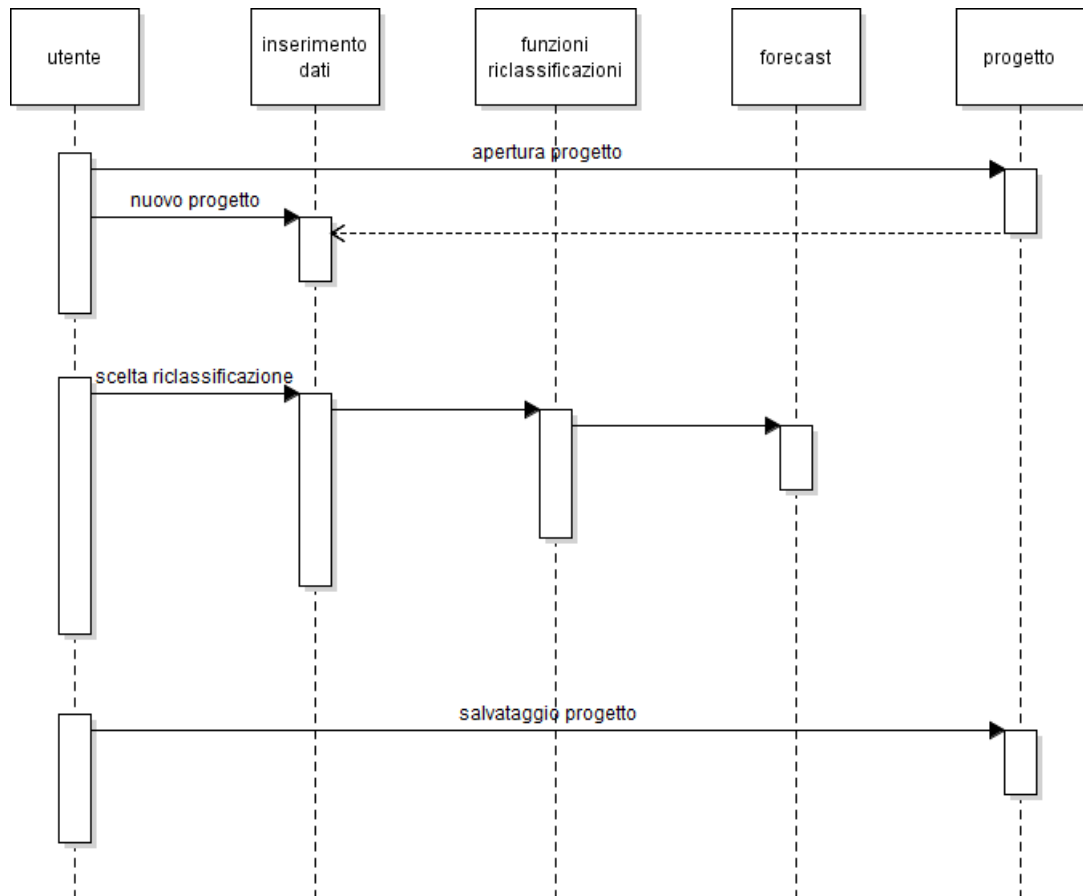 utente
inserimento
dati
funzioni
riclassificazioni
forecast
progetto
apertura progetto
nuovo progetto
scelta riclassificazione
salvataggio progetto